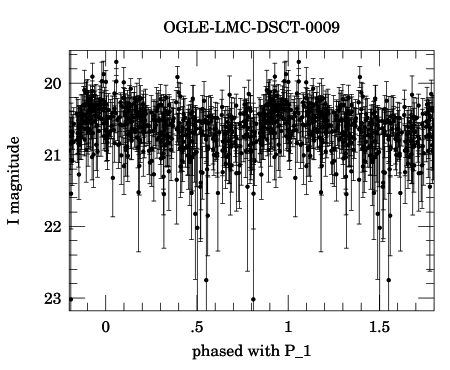 OGLE-LMC-DSCT-0009
20
21
22
23
I magnitude
0 .5 1 1.5
phased with P_1